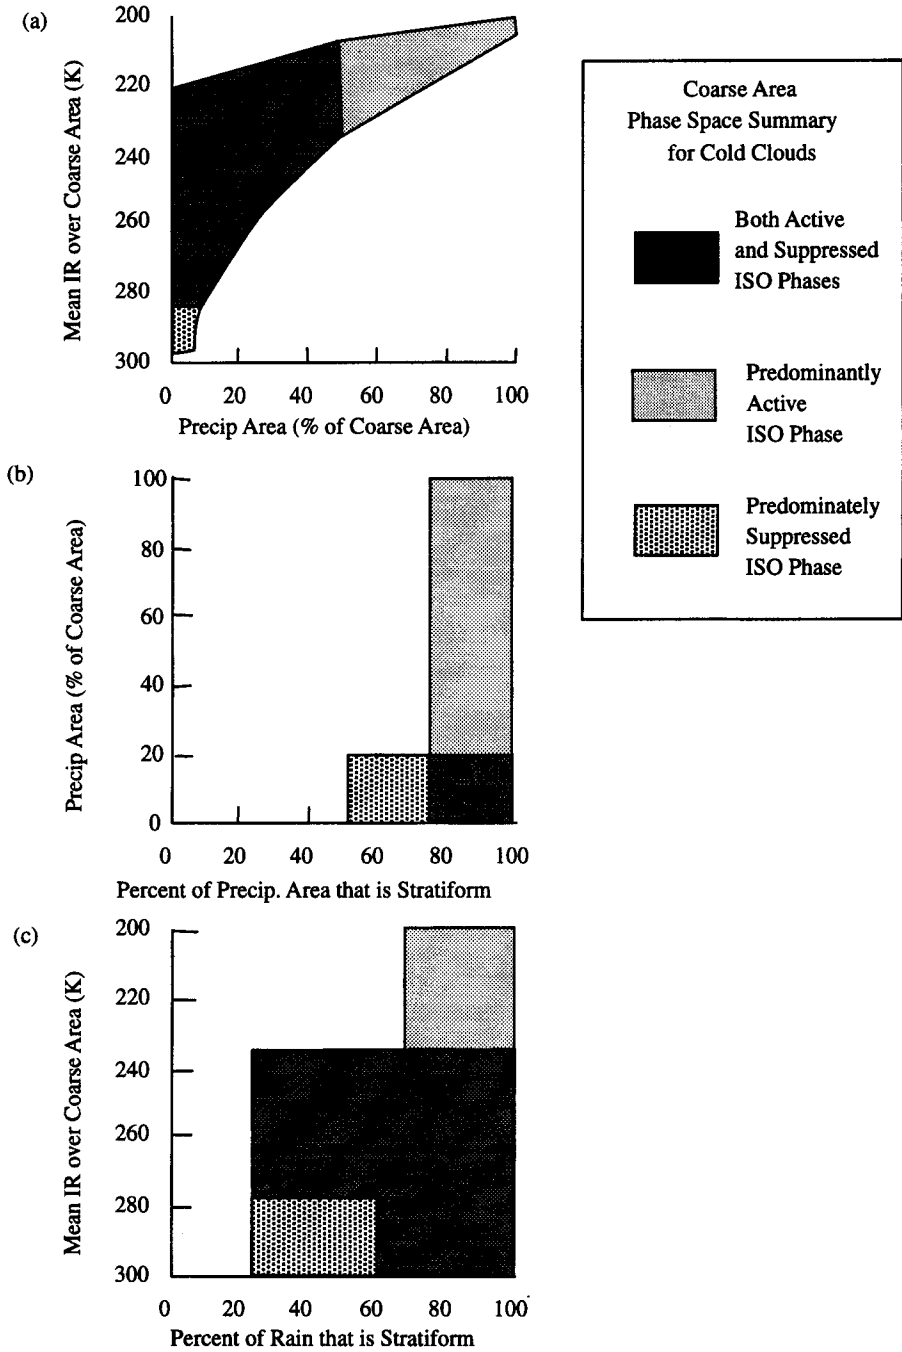 (a)
Mean IR over Coarse Area (K)
200
220
240
260
280
300
0 20 40 60 80 100
Precip Area (% of Coarse Area)
Coarse Area
Phase Space Summary
for Cold Clouds
Both Active
and Suppressed
ISO Phases
Predominantly
Active
ISO Phase
Predominately
Suppressed
ISO Phase
(b)
Precip Area (% of Coarse Area)
100
80
60
40
20
0
0 20 40 60 80 100
Percent of Precip. Area that is Stratiform
(c)
Mean IR over Coarse Area (K)
200
220
240
260
280
300
0 20 40 60 80 100
Percent of Rain that is Stratiform